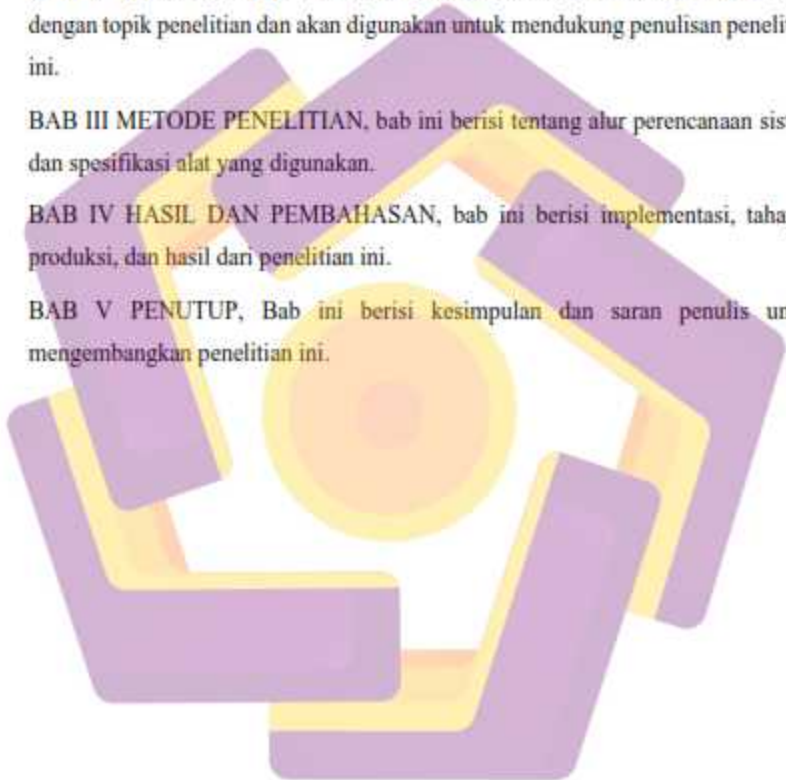 dengan topik penelitian dan akan digunakan untuk mendukung penulisan penelit
ini.
BAB III METODE PENELITIAN, bab ini berisi tentang alur perencanaan sis
dan spesifikasi alat yang digunakan.
BAB IV HASIL DAN PEMBAHASAN, bab ini berisi implementasi, taha
produksi, dan hasil dari penelitian ini.
BAB V PENUTUP, Bab ini berisi kesimpulan dan saran penulis un
mengembangkan penelitian ini.